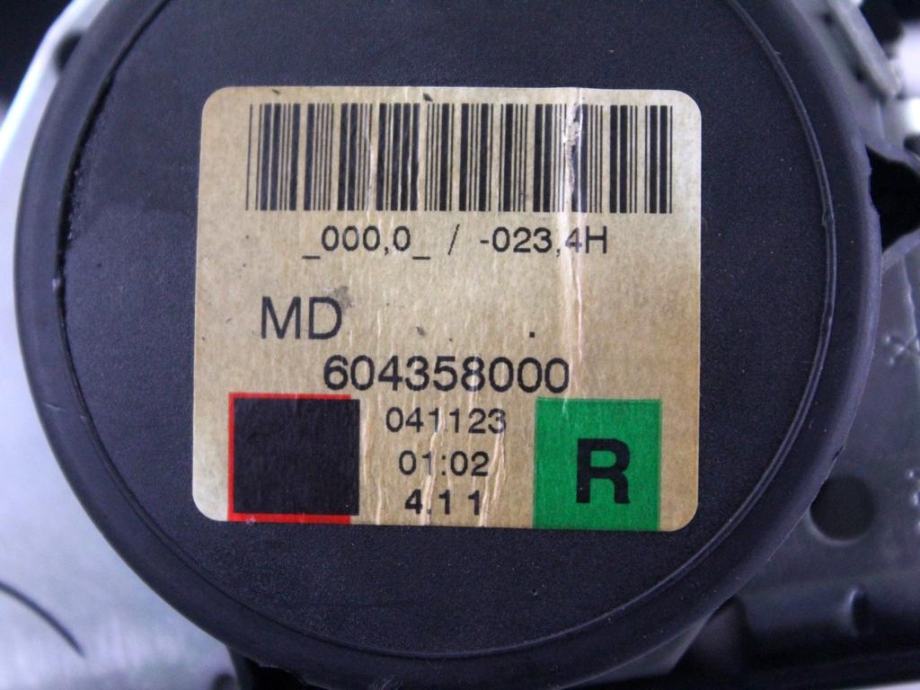 _000,0_ / -023,4H
MD
604358000
041123
01:02
4.1 1
R